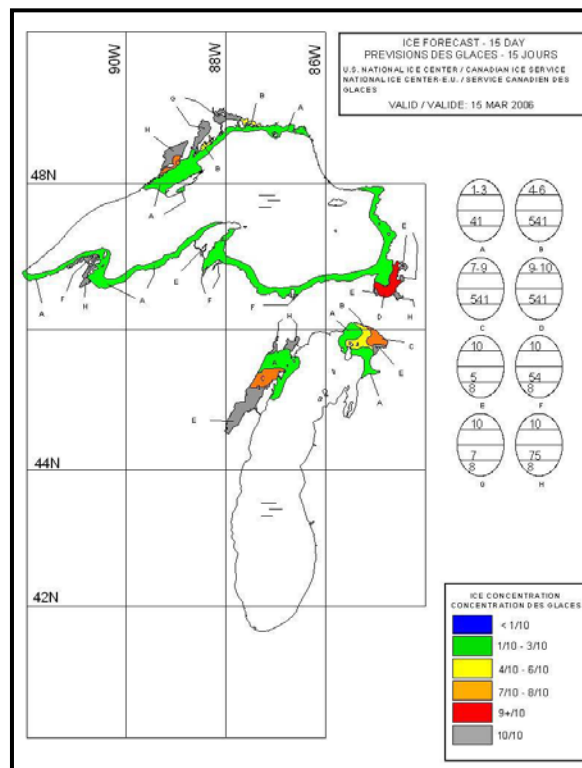 90W
88W
86W
ICE FORECAST - 15 DAY
PREVISIONS DES GLACES - 15 JOURS
U.S. NATIONAL ICE CENTER / CANADIAN ICE SERVICE
NATIONAL ICE CENTER-E.U. / SERVICE CANADIEN DES
GLACES
VALID / VALIDE: 15 MAR 2006
G
B
A
H
B
48N
A
E
A
F
H
A
E
F
F
E
D
H
H
B
A
C
E
A
C
E
A
44N
42N
1-3
41
A
4-6
541
B
7-9
541
C
9-10
541
D
10
5
8
E
10
54
8
F
10
7
8
G
10
75
8
H
ICE CONCENTRATION
CONCENTRATION DES GLACES
< 1/10
1/10 - 3/10
4/10 - 6/10
7/10 - 8/10
9+/10
10/10